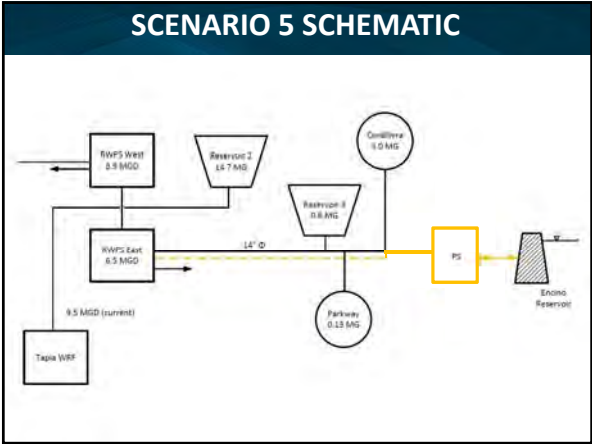 SCENARIO 5 SCHEMATIC
Cordillera
5.0 MG
RWPS West
8.9 MGD
Reservoir 2
14.7 MG
Reservoir 3
0.6 MG
RWPS East
6.5 MGD
14" Φ
PS
Encino
Reservoir
9.5 MGD (current)
Parkway
0.13 MG
Tapia WRF